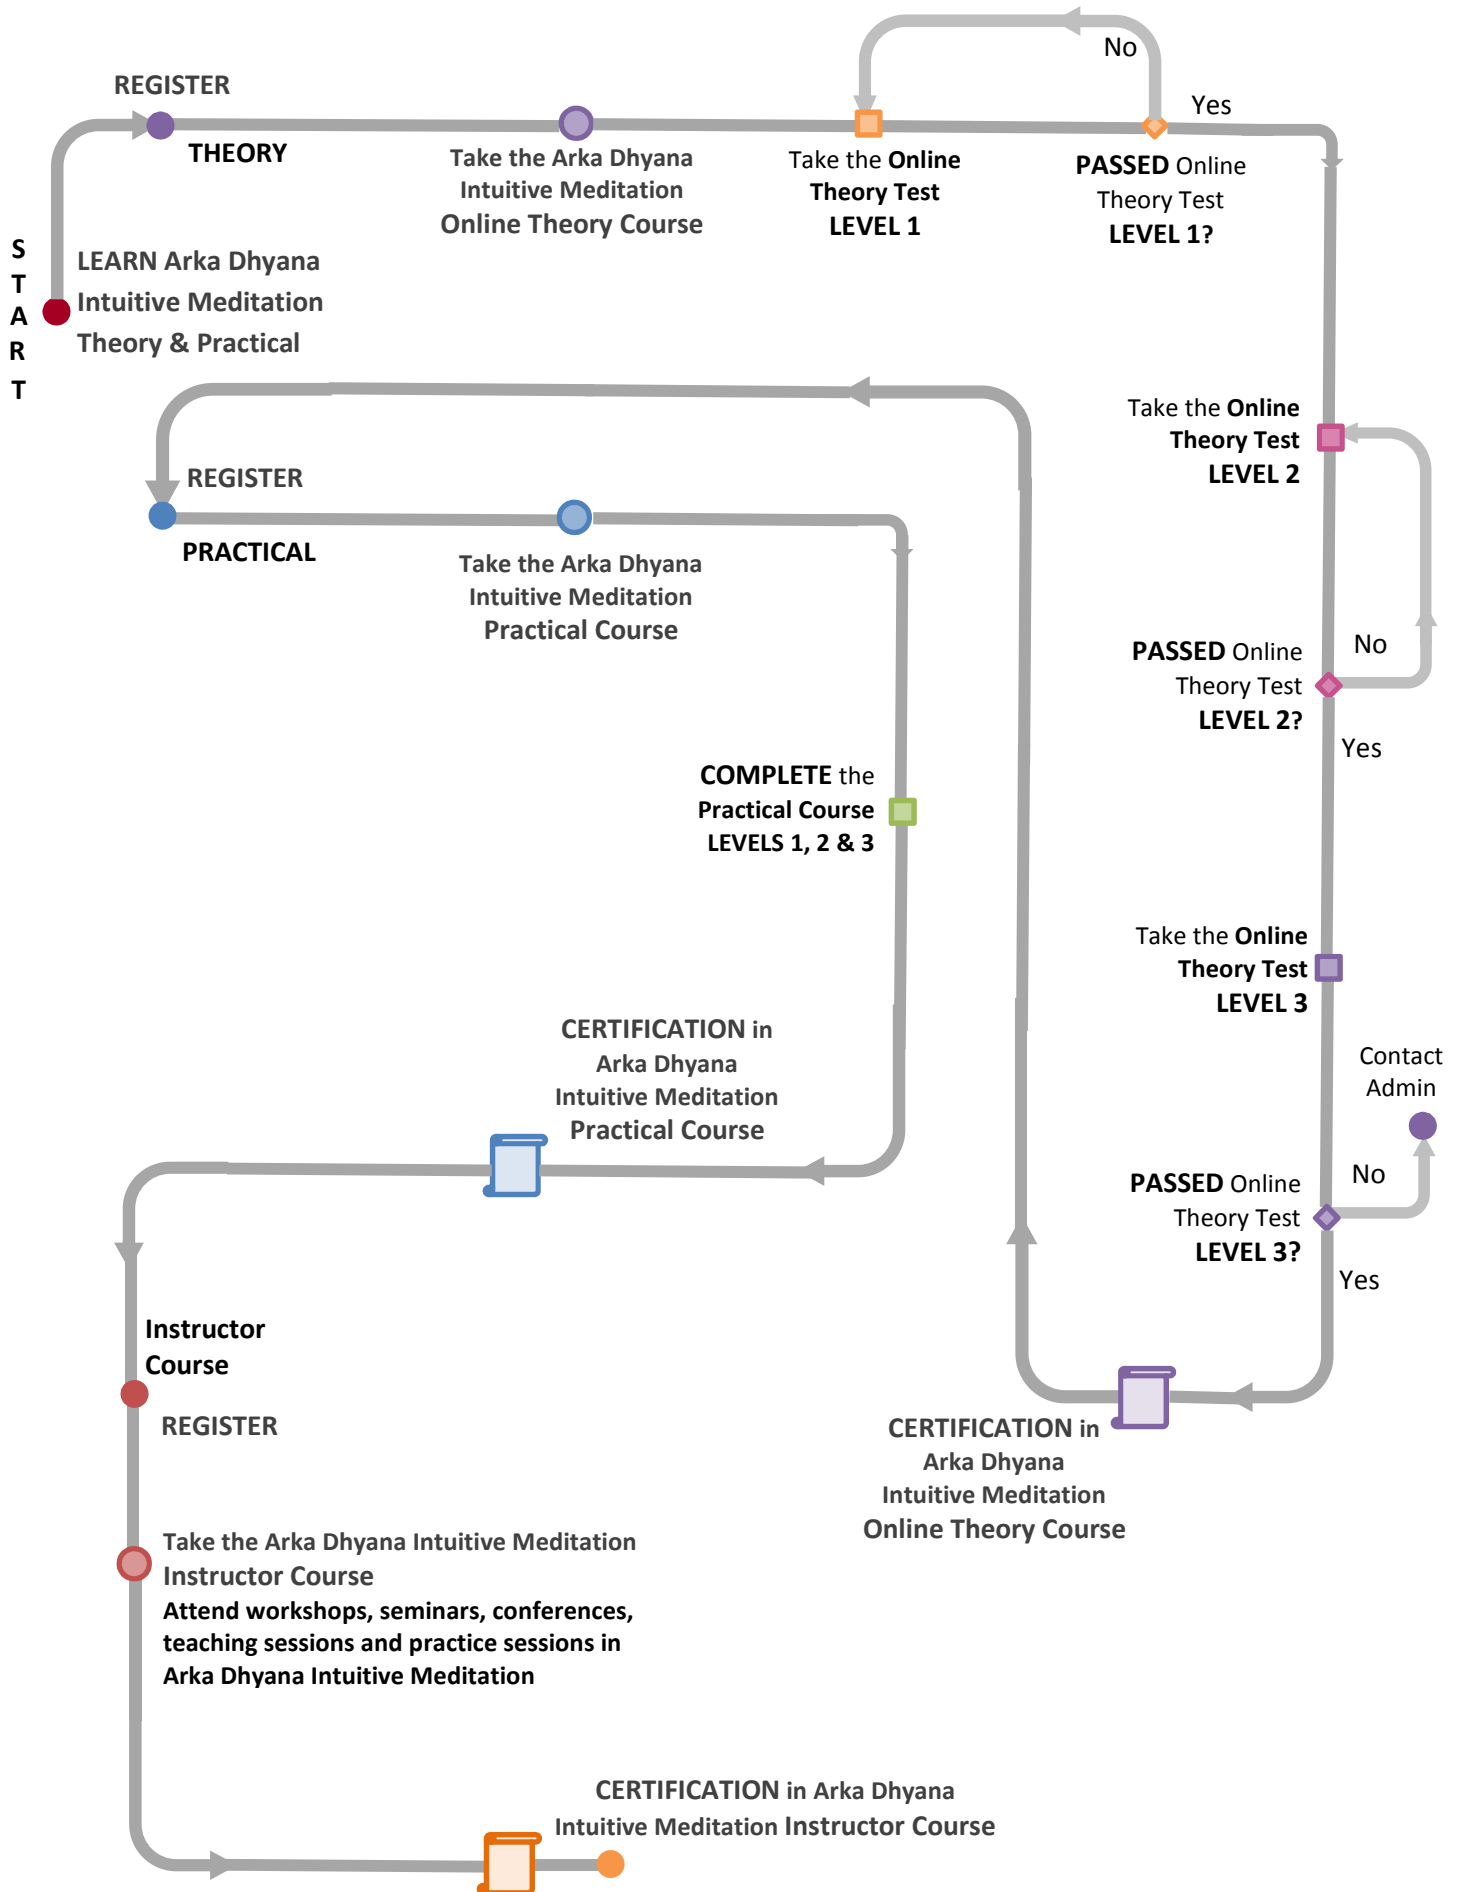 No
REGISTER
Yes
THEORY
Take the Arka Dhyana
Intuitive Meditation
Online Theory Course
Take the Online
Theory Test
LEVEL 1
PASSED Online
Theory Test
LEVEL 1?
S
T
A
R
T
LEARN Arka Dhyana
Intuitive Meditation
Theory & Practical
Take the Online
Theory Test
LEVEL 2
REGISTER
PRACTICAL
Take the Arka Dhyana
Intuitive Meditation
Practical Course
PASSED Online
Theory Test
LEVEL 2?
No
Yes
COMPLETE the
Practical Course
LEVELS 1, 2 & 3
Take the Online
Theory Test
LEVEL 3
CERTIFICATION in
Arka Dhyana
Intuitive Meditation
Practical Course
Contact
Admin
PASSED Online
Theory Test
LEVEL 3?
No
Yes
Instructor
Course
REGISTER
CERTIFICATION in
Arka Dhyana
Intuitive Meditation
Online Theory Course
Take the Arka Dhyana Intuitive Meditation
Instructor Course
Attend workshops, seminars, conferences,
teaching sessions and practice sessions in
Arka Dhyana Intuitive Meditation
CERTIFICATION in Arka Dhyana
Intuitive Meditation Instructor Course